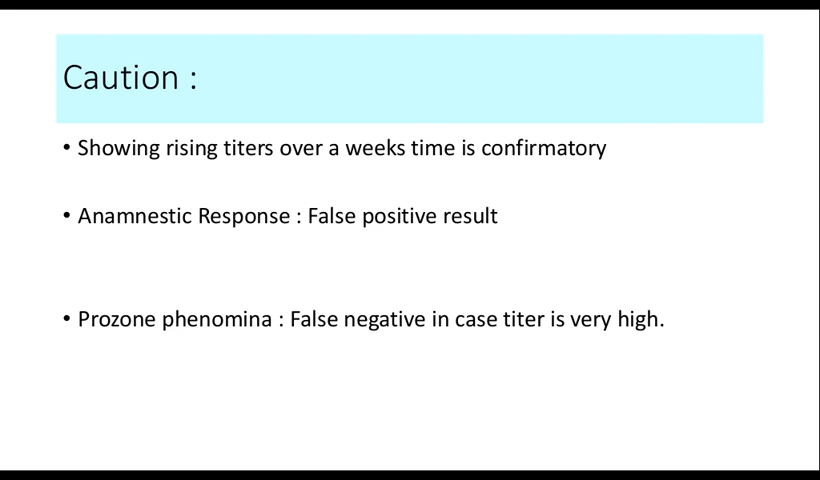 Caution :
• Showing rising titers over a weeks time is confirmatory
• Anamnestic Response : False positive result
• Prozone phenomina : False negative in case titer is very high.